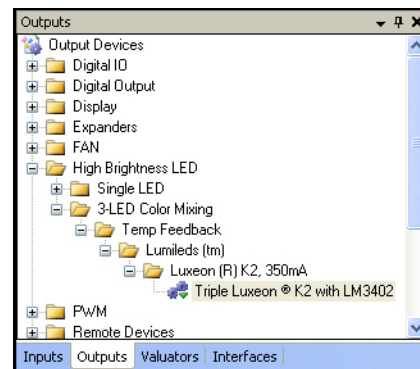 Outputs
Output Devices
Digital IO
Digital Output
Display
Expanders
FAN
High Brightness LED
Single LED
3-LED Color Mixing
Temp Feedback
Lumileds (tm)
Luxeon (R) K2, 350mA
Triple Luxeon ® K2 with LM3402
PWM
Remote Devices
Inputs Outputs Valuators Interfaces